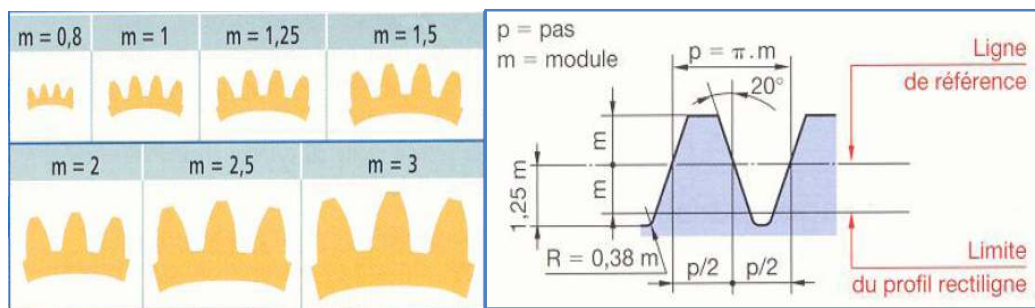 m = 0,8
m = 1
m = 1,25
m = 1,5
m = 2
m = 2,5
m = 3
p = pas
m = module
p = π.m
20°
Ligne
de référence
m
m
1,25 m
R = 0,38 m
p/2
p/2
Limite
du profil rectiligne